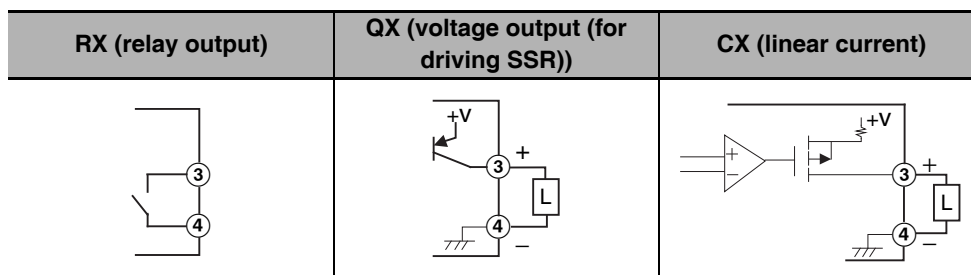 RX (relay output)
QX (voltage output (for
driving SSR))
CX (linear current)
3
4
+V
+
3
L
4
−
+V
+
−
+
3
L
4
−